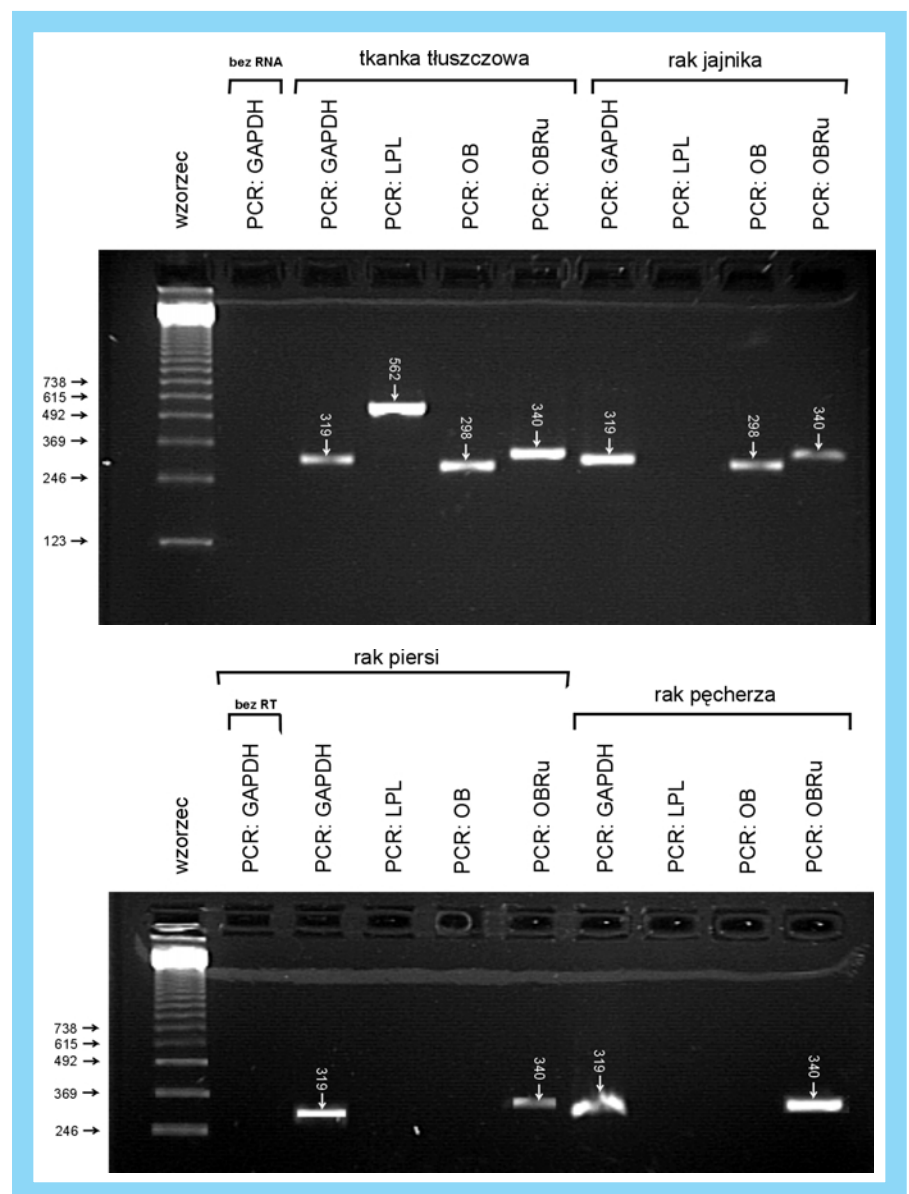 bez RNA
tkanka tłuszczowa
rak jajnika
wzorzec
PCR: GAPDH
PCR: GAPDH
PCR: LPL
PCR: OB
PCR: OBRu
PCR: GAPDH
PCR: LPL
PCR: OB
PCR: OBRu
738
615
492
369
246
123
319
562
298
340
319
298
340
rak piersi
bez RT
rak pęcherza
wzorzec
PCR: GAPDH
PCR: GAPDH
PCR: LPL
PCR: OB
PCR: OBRu
PCR: GAPDH
PCR: LPL
PCR: OB
PCR: OBRu
738
615
492
369
246
319
340
319
340